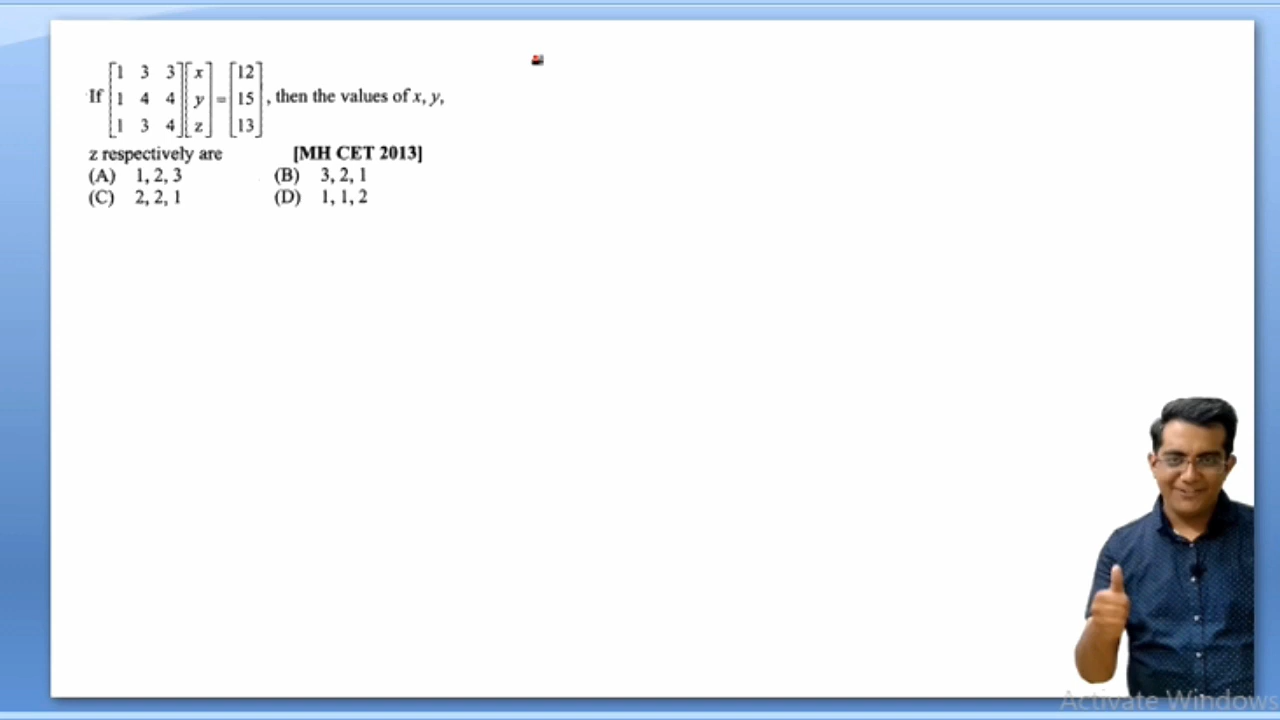 If [1 3 3; 1 4 4; 1 3 4] [x; y; z] = [12; 15; 13], then the values of x, y,
z respectively are [MH CET 2013]
(A) 1, 2, 3 (B) 3, 2, 1
(C) 2, 2, 1 (D) 1, 1, 2
Activate Windows